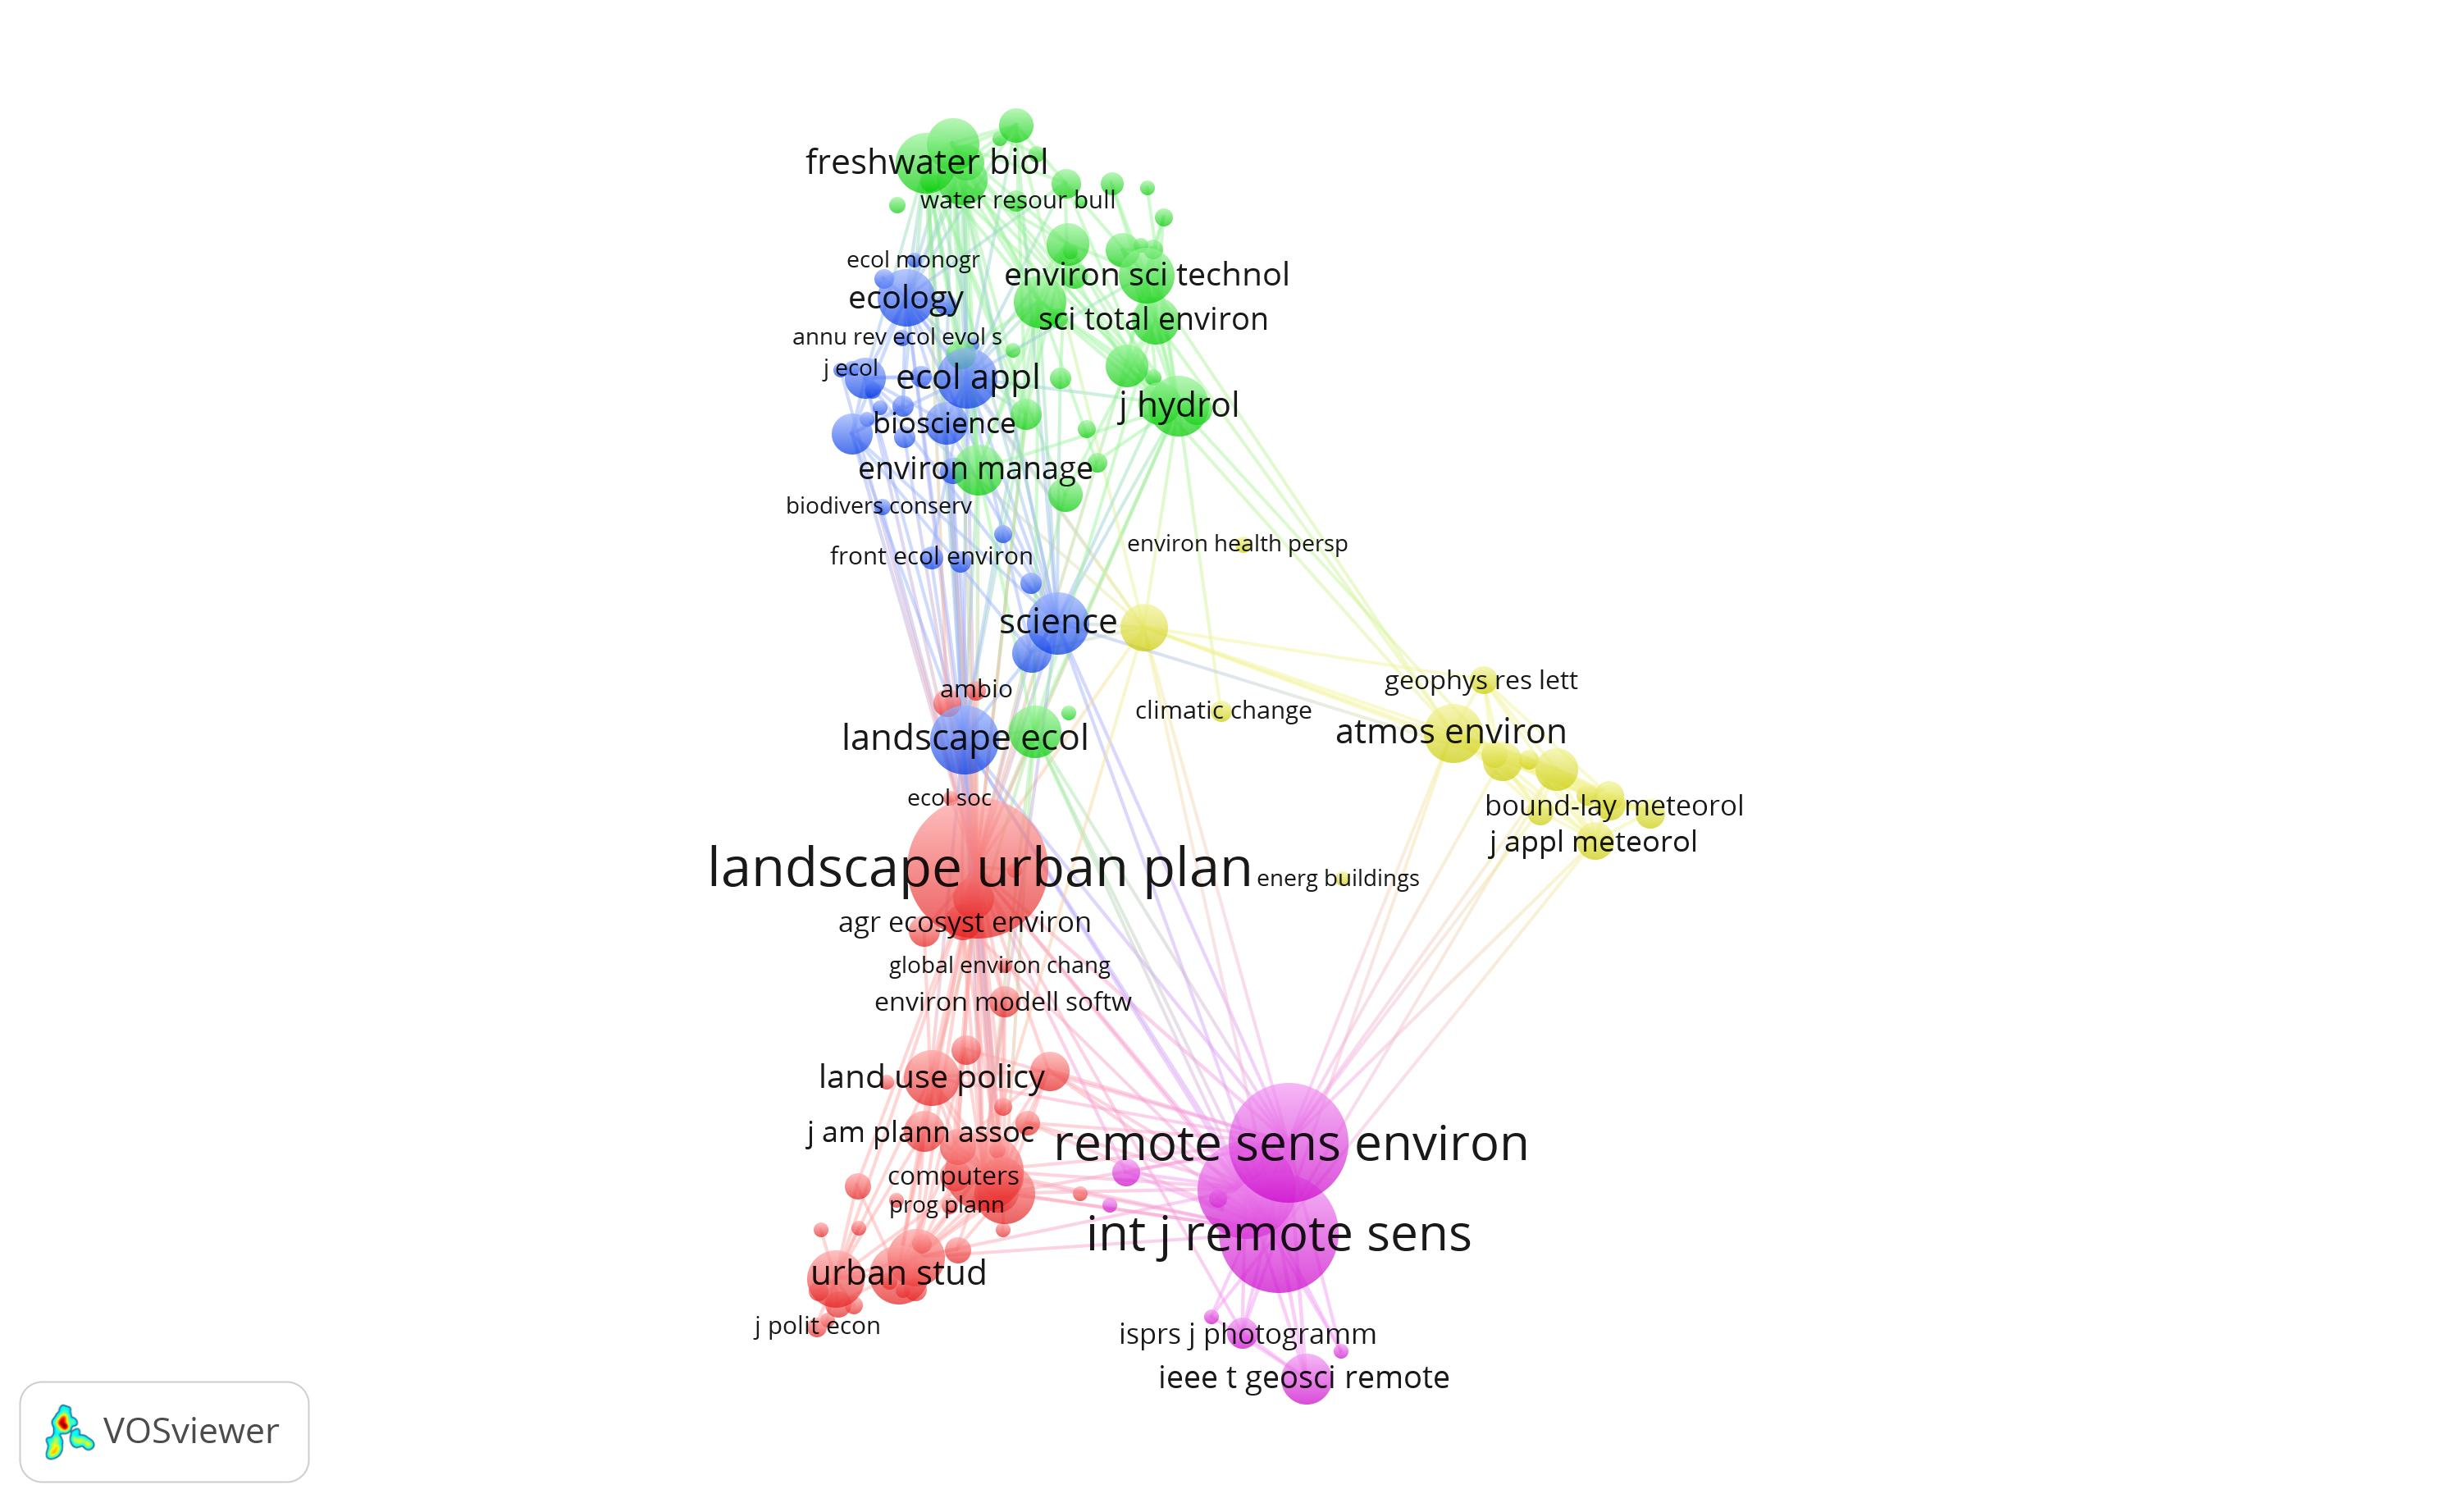 freshwater biol
water resour bull
ecol monogr
environ sci technol
ecology
sci total environ
annu rev ecol evol s
j ecol
ecol appl
j hydrol
bioscience
environ manage
biodivers conserv
environ health persp
front ecol environ
science
geophys res lett
ambio
climatic change
atmos environ
landscape ecol
ecol soc
bound-lay meteorol
j appl meteorol
landscape urban plan
energ buildings
agr ecosyst environ
global environ chang
environ modell softw
land use policy
j am plann assoc
remote sens environ
computers
prog plann
int j remote sens
urban stud
j polit econ
isprs j photogramm
ieee t geosci remote
VOSviewer